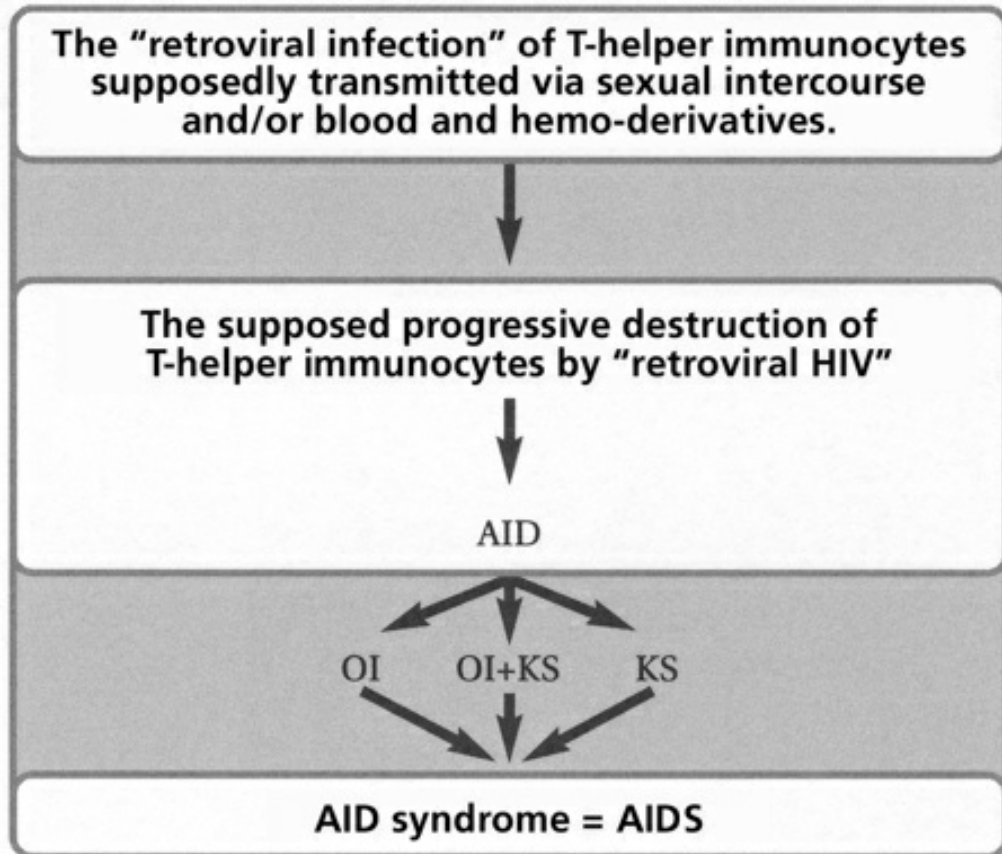 The “retroviral infection” of T-helper immunocytes
supposedly transmitted via sexual intercourse
and/or blood and hemo-derivatives.
The supposed progressive destruction of
T-helper immunocytes by “retroviral HIV”
AID
OI OI+KS KS
AID syndrome = AIDS